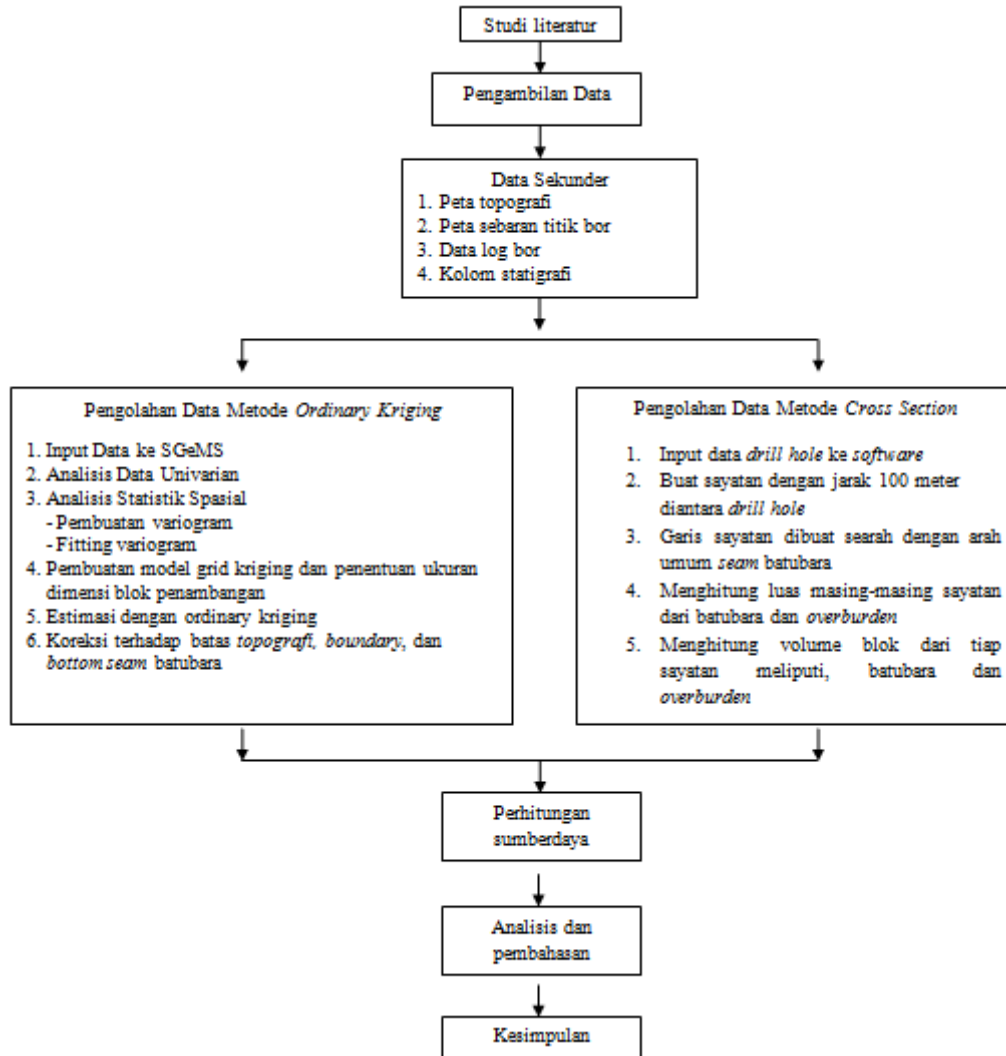 Studi literatur
Pengambilan Data
Data Sekunder
1. Peta topografi
2. Peta sebaran titik bor
3. Data log bor
4. Kolom statigrafi
Pengolahan Data Metode Ordinary Kriging
1. Input Data ke SGeMS
2. Analisis Data Univarian
3. Analisis Statistik Spasial
- Pembuatan variogram
- Fitting variogram
4. Pembuatan model grid kriging dan penentuan ukuran
dimensi blok penambangan
5. Estimasi dengan ordinary kriging
6. Koreksi terhadap batas topografi, boundary, dan
bottom seam batubara
Pengolahan Data Metode Cross Section
1. Input data drill hole ke software
2. Buat sayatan dengan jarak 100 meter
diantara drill hole
3. Garis sayatan dibuat searah dengan arah
umum seam batubara
4. Menghitung luas masing-masing sayatan
dari batubara dan overburden
5. Menghitung volume blok dari tiap
sayatan meliputi, batubara dan
overburden
Perhitungan
sumberdaya
Analisis dan
pembahasan
Kesimpulan